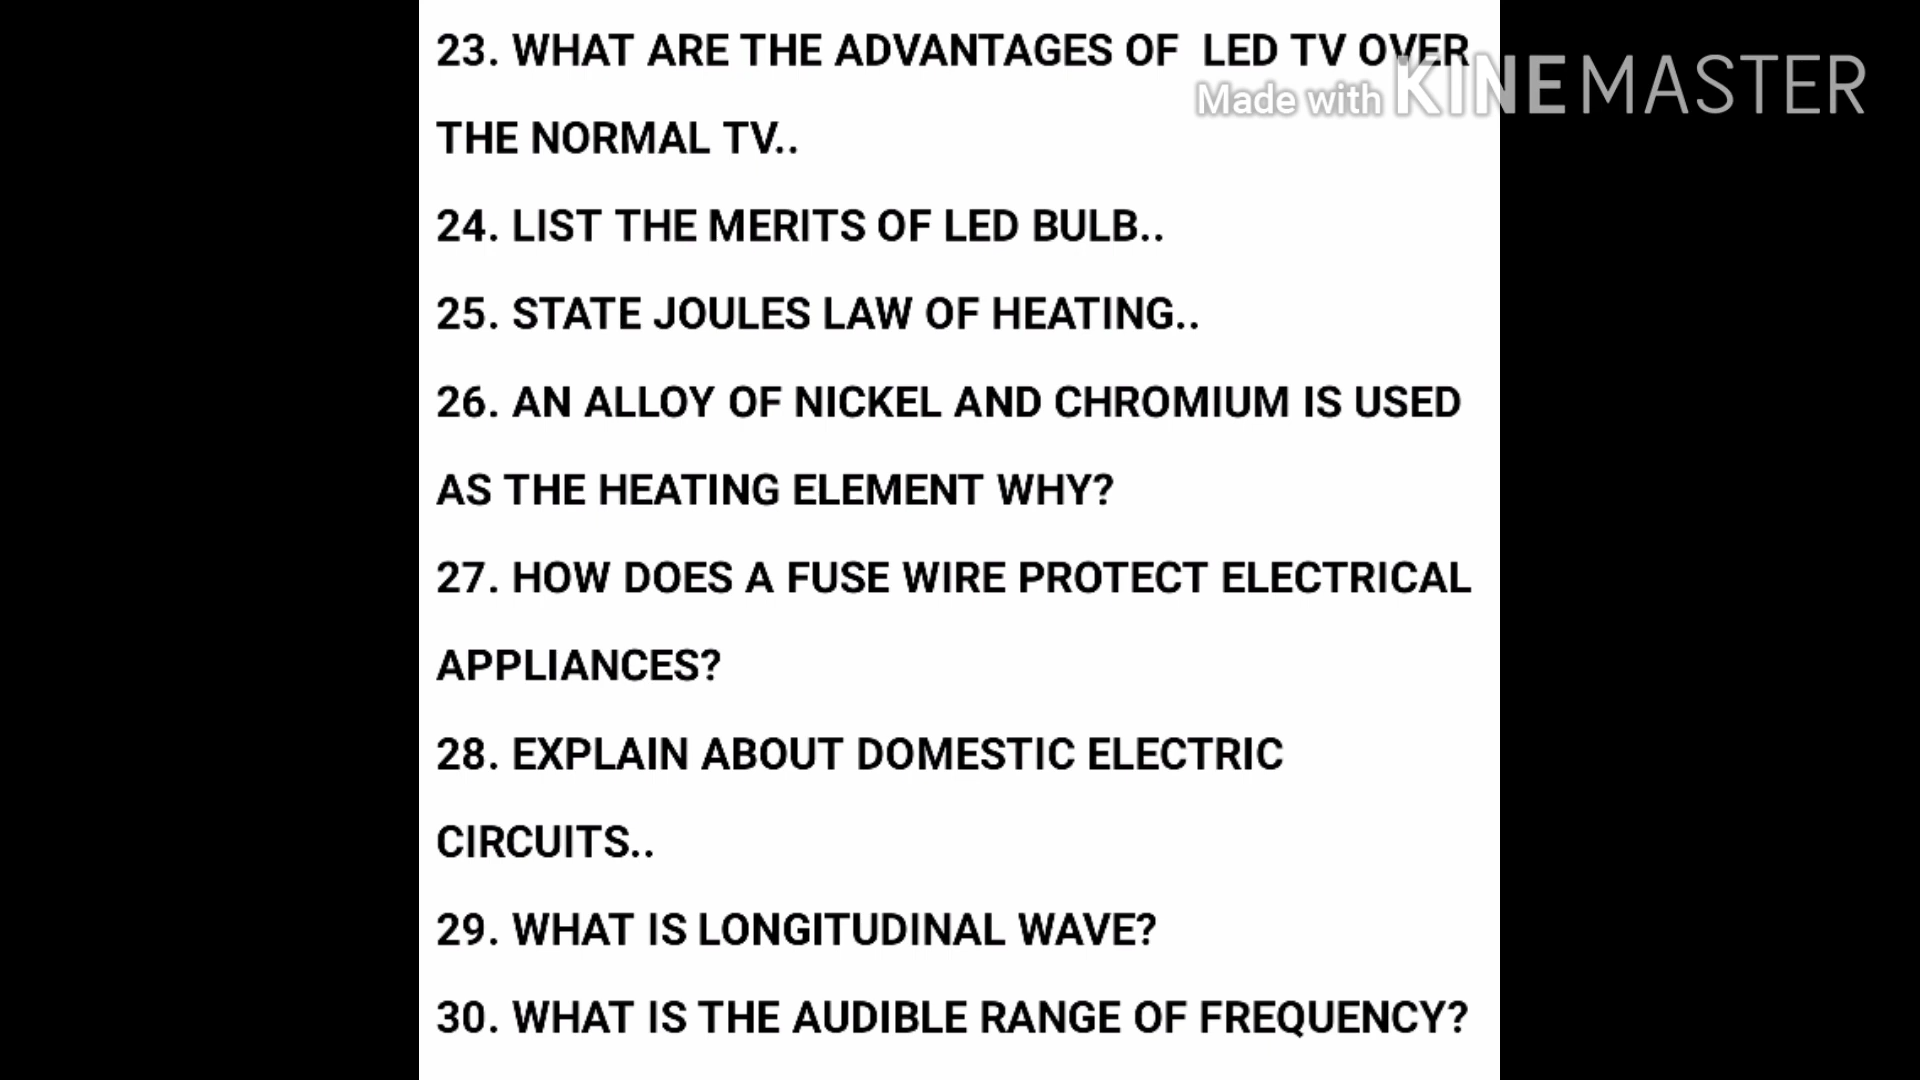 23. WHAT ARE THE ADVANTAGES OF LED TV OVER
Made with KINEMASTER
THE NORMAL TV..
24. LIST THE MERITS OF LED BULB..
25. STATE JOULES LAW OF HEATING..
26. AN ALLOY OF NICKEL AND CHROMIUM IS USED
AS THE HEATING ELEMENT WHY?
27. HOW DOES A FUSE WIRE PROTECT ELECTRICAL
APPLIANCES?
28. EXPLAIN ABOUT DOMESTIC ELECTRIC
CIRCUITS..
29. WHAT IS LONGITUDINAL WAVE?
30. WHAT IS THE AUDIBLE RANGE OF FREQUENCY?